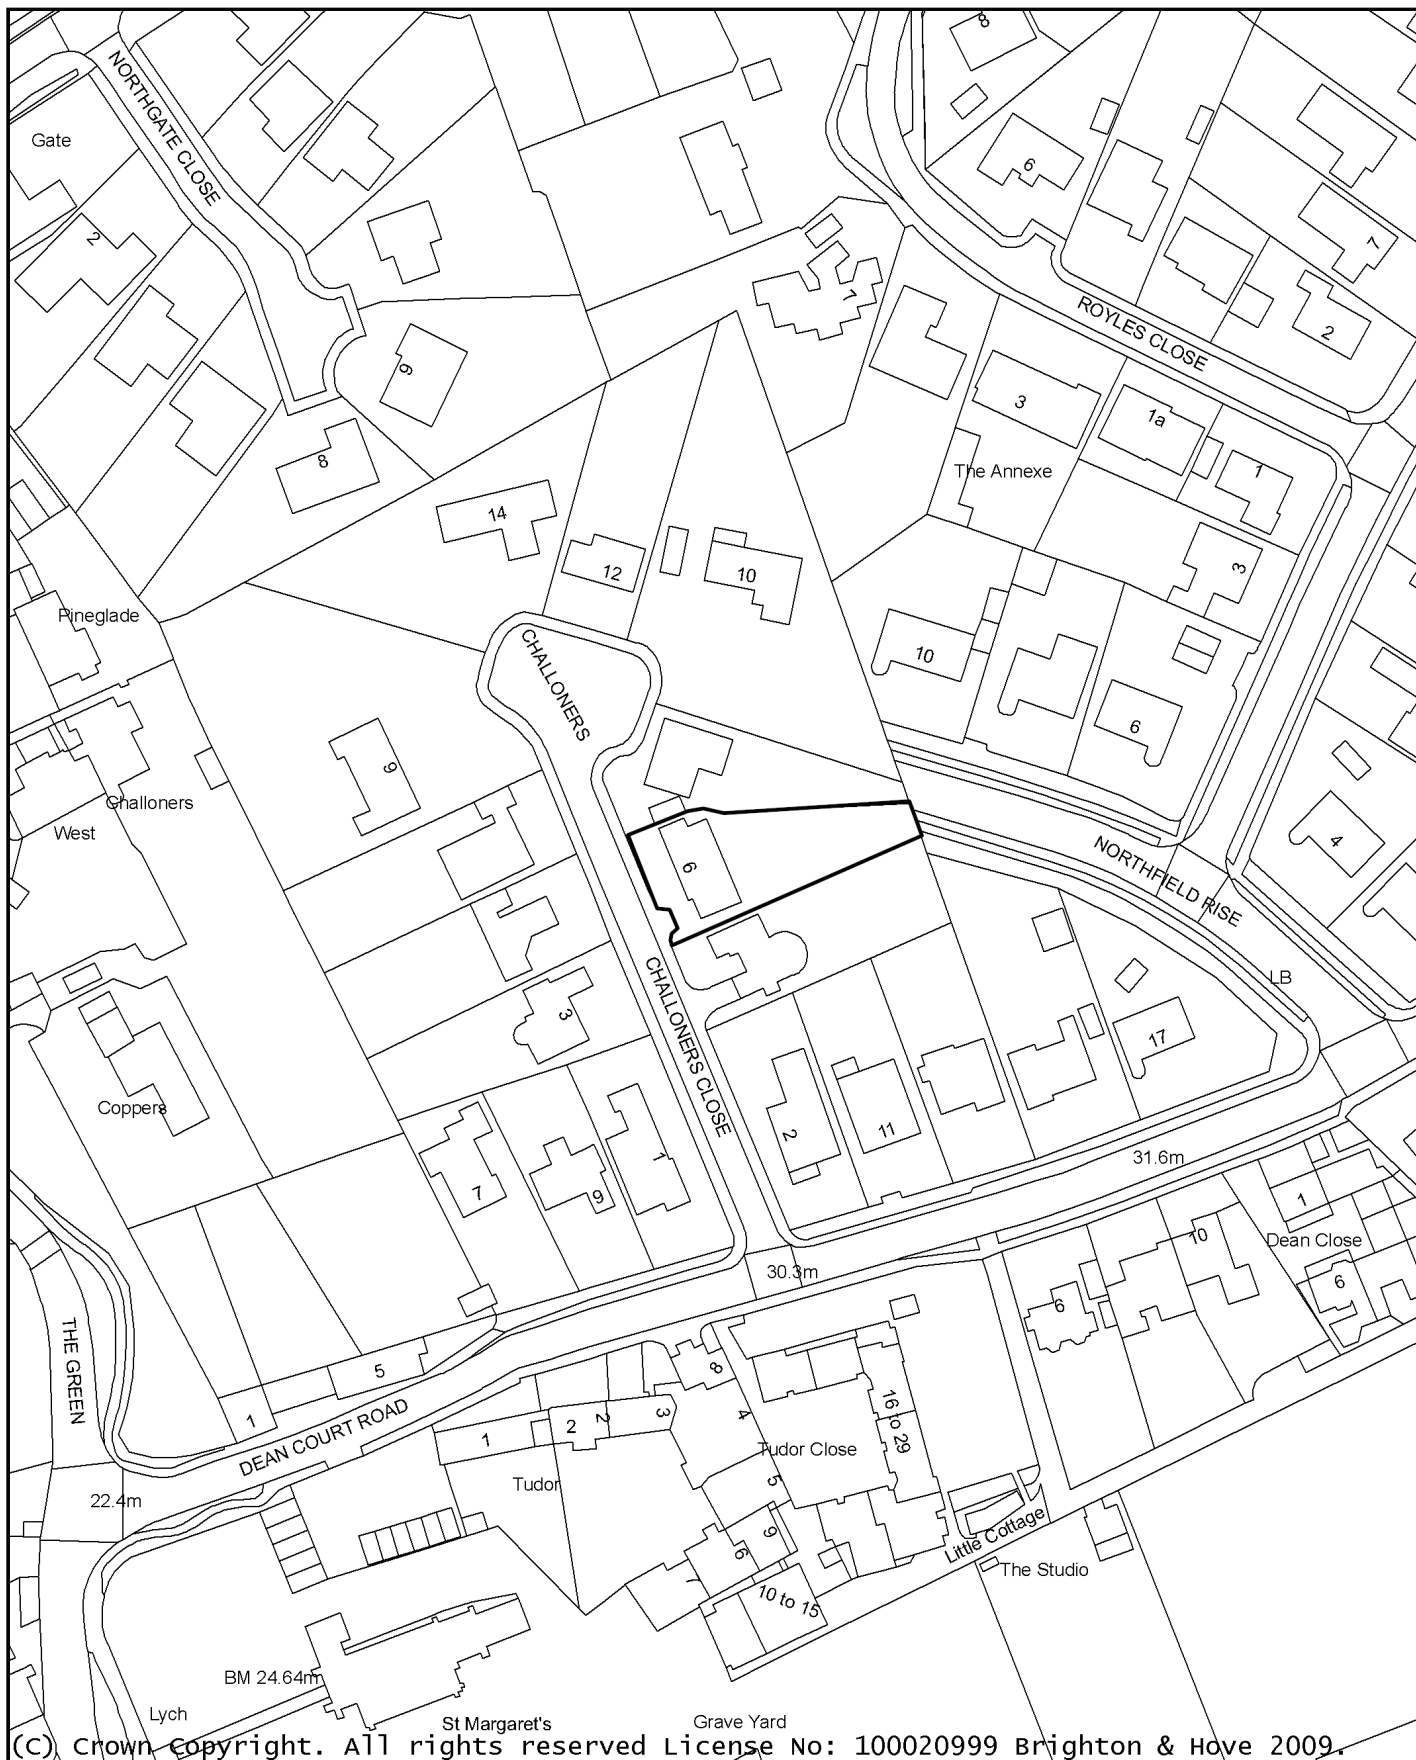 8
NORTHGATE CLOSE
Gate
6
2
7
7
ROYLES CLOSE
2
9
3
1a
8
The Annexe
1
14
12
10
3
Pineglade
10
CHALLONERS
6
9
Challoners
West
4
NORTHFIELD RISE
6
CHALLONERS CLOSE
LB
3
17
Coppers
2
11
31.6m
7
9
1
1
10
Dean Close
30.3m
6
6
THE GREEN
5
8
1
DEAN COURT ROAD
1
2
2
3
4
16 to 29
Tudor Close
Tudor
5
22.4m
9
6
Little Cottage
The Studio
10 to 15
BM 24.64m
Lych
St Margaret's
Grave Yard
(C) Crown Copyright. All rights reserved License No: 100020999 Brighton & Hove 2009.